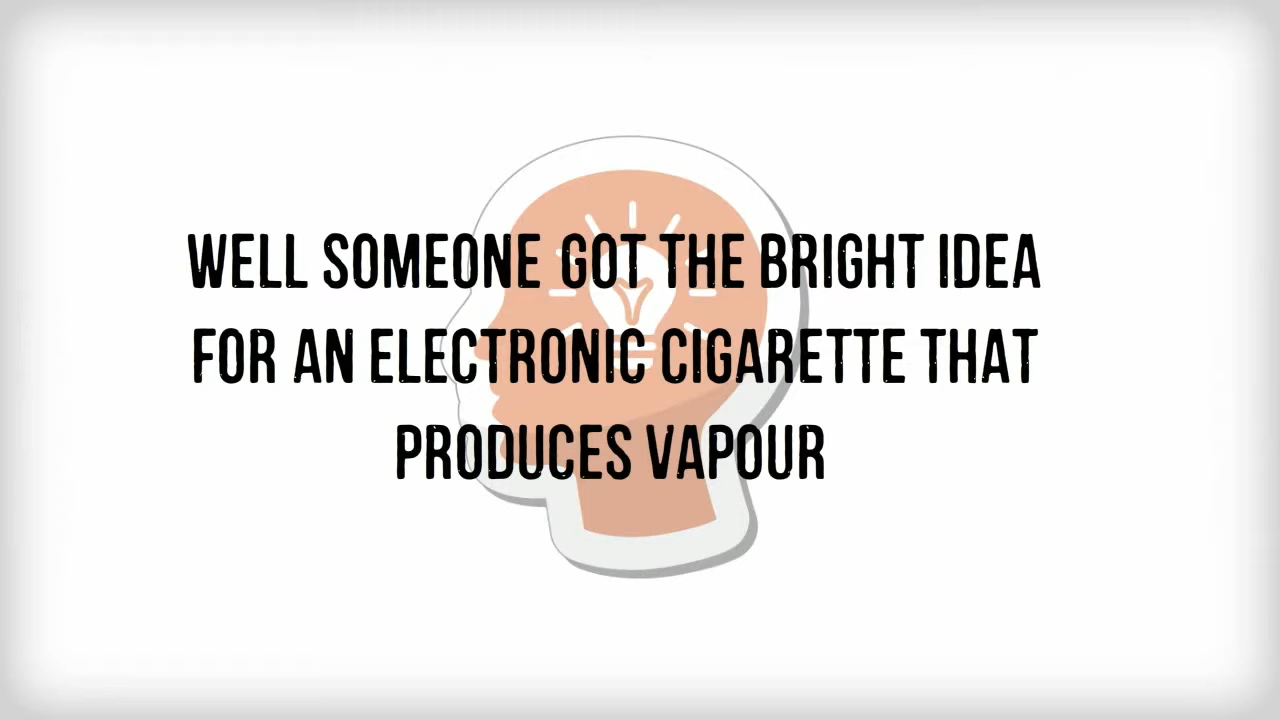 WELL SOMEONE GOT THE BRIGHT IDEA
FOR AN ELECTRONIC CIGARETTE THAT
PRODUCES VAPOUR